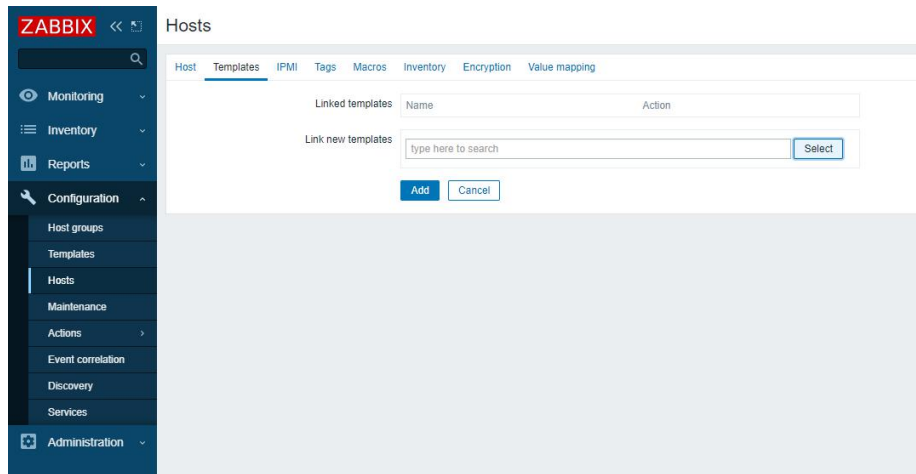 ZABBIX
Hosts
Host Templates IPMI Tags Macros Inventory Encryption Value mapping
Linked templates Name Action
Link new templates type here to search Select
Add Cancel
Monitoring
Inventory
Reports
Configuration
Host groups
Templates
Hosts
Maintenance
Actions
Event correlation
Discovery
Services
Administration